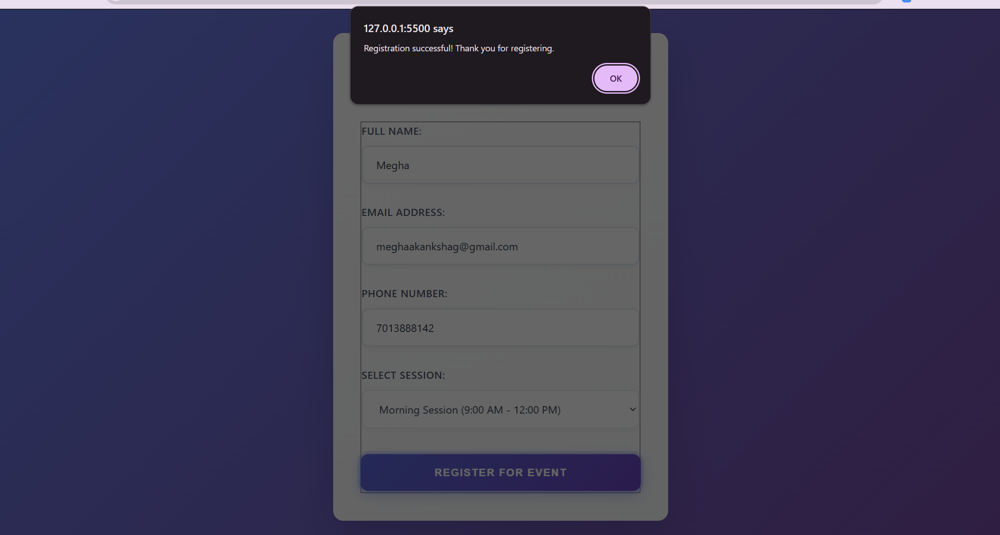 127.0.0.1:5500 says
Registration successful! Thank you for registering.
OK
FULL NAME:
Megha
EMAIL ADDRESS:
meghaakankshag@gmail.com
PHONE NUMBER:
7013888142
SELECT SESSION:
Morning Session (9:00 AM - 12:00 PM)
REGISTER FOR EVENT